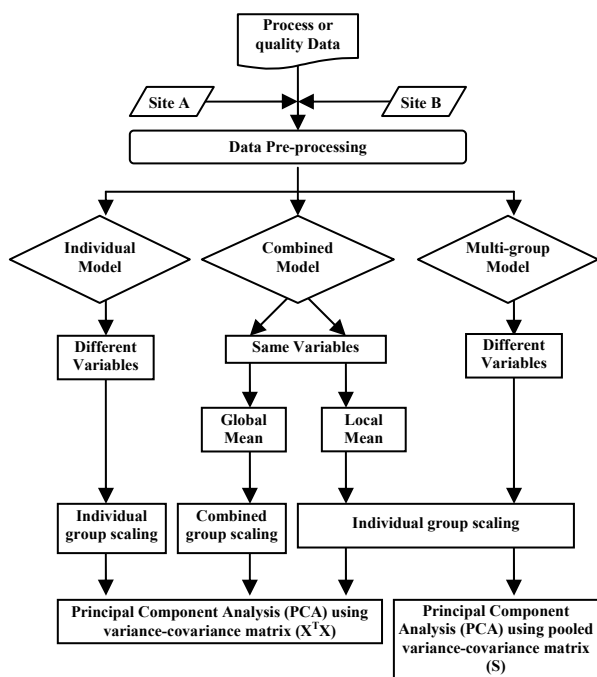 Process or
quality Data
Site A
Site B
Data Pre-processing
Individual
Model
Combined
Model
Multi-group
Model
Different
Variables
Same Variables
Different
Variables
Global
Mean
Local
Mean
Individual
group scaling
Combined
group scaling
Individual group scaling
Principal Component Analysis (PCA) using
variance-covariance matrix (XᵀX)
Principal Component
Analysis (PCA) using pooled
variance-covariance matrix
(S)